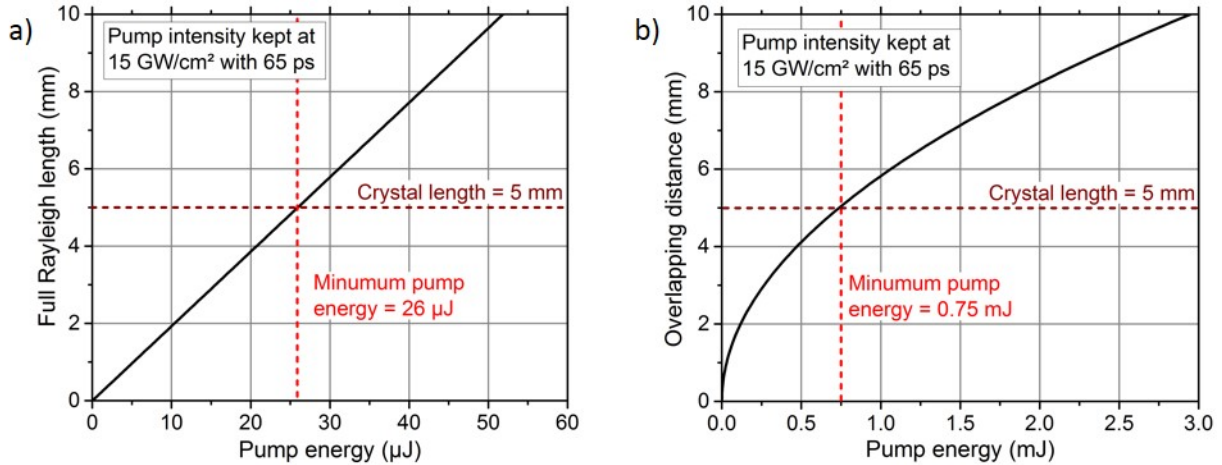 a)
Pump intensity kept at
15 GW/cm² with 65 ps
Crystal length = 5 mm
Minumum pump
energy = 26 µJ
Full Rayleigh length (mm)
10
8
6
4
2
0
0 10 20 30 40 50 60
Pump energy (µJ)
b)
Pump intensity kept at
15 GW/cm² with 65 ps
Crystal length = 5 mm
Minumum pump
energy = 0.75 mJ
Overlapping distance (mm)
10
8
6
4
2
0
0.0 0.5 1.0 1.5 2.0 2.5 3.0
Pump energy (mJ)